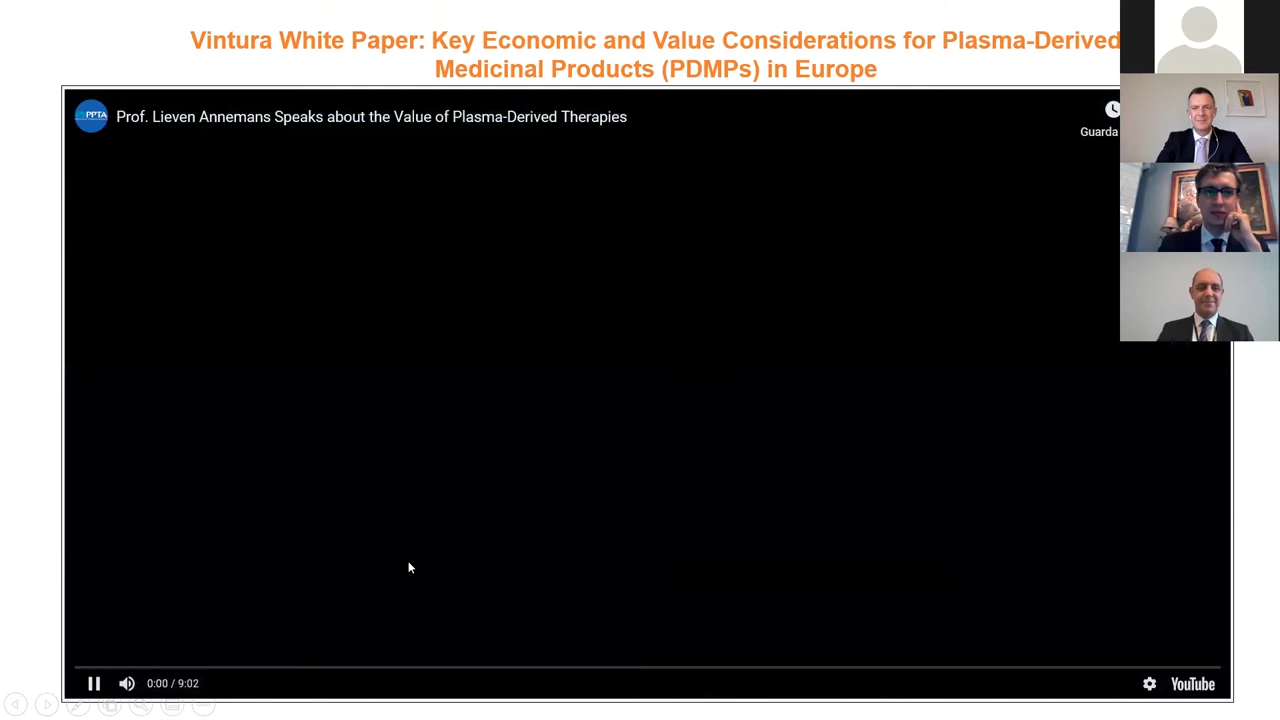 Vintura White Paper: Key Economic and Value Considerations for Plasma-Derived
Medicinal Products (PDMPs) in Europe
PPTA
Prof. Lieven Annemans Speaks about the Value of Plasma-Derived Therapies
Guarda
0:00 / 9:02
YouTube